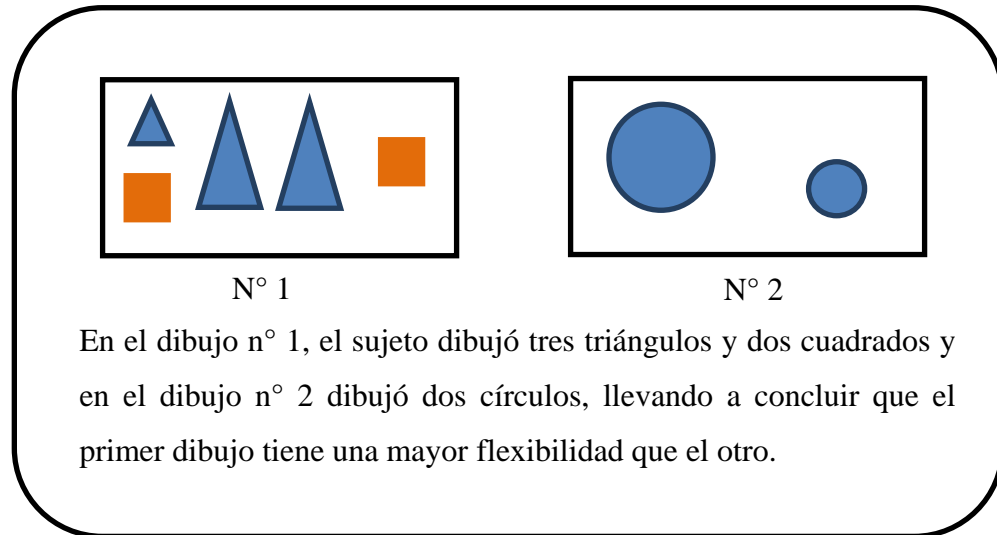 N° 1
N° 2
En el dibujo n° 1, el sujeto dibujó tres triángulos y dos cuadrados y
en el dibujo n° 2 dibujó dos círculos, llevando a concluir que el
primer dibujo tiene una mayor flexibilidad que el otro.